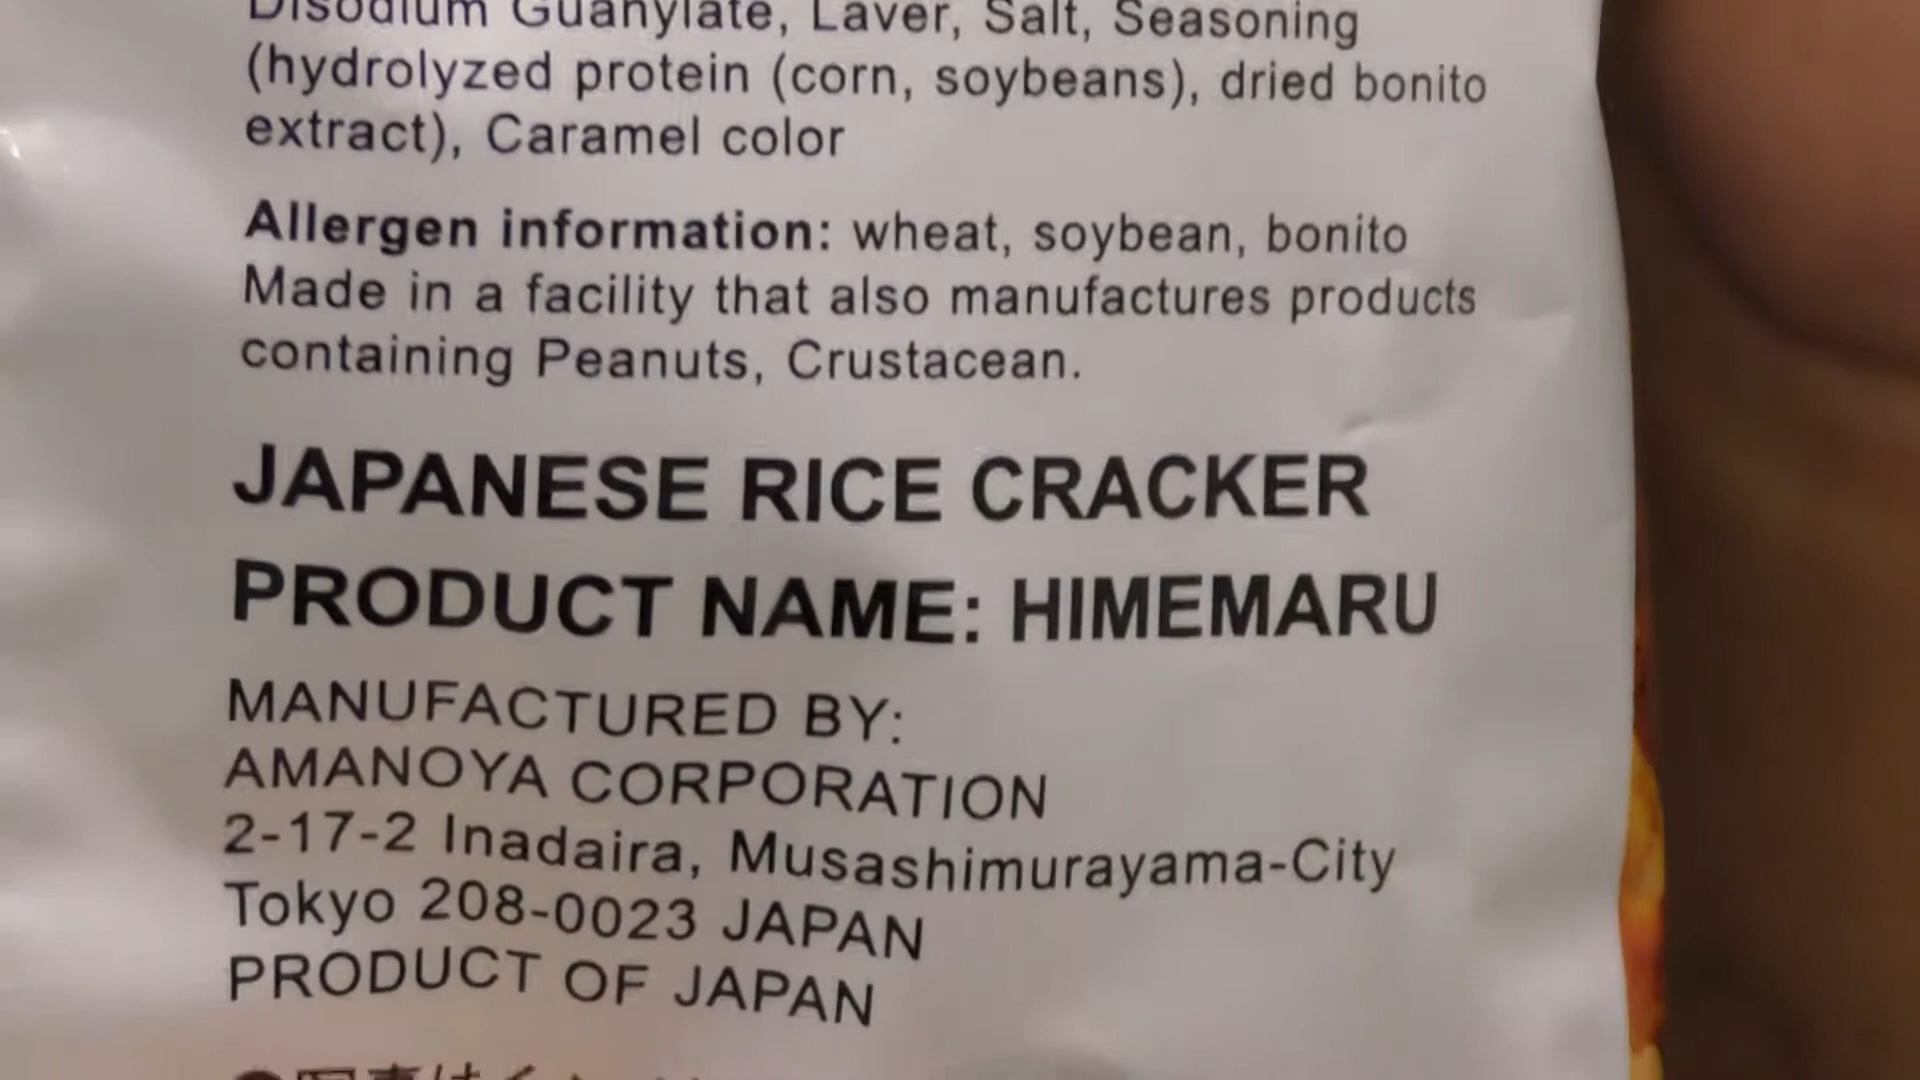 Disodium Guanylate, Laver, Salt, Seasoning
(hydrolyzed protein (corn, soybeans), dried bonito
extract), Caramel color
Allergen information: wheat, soybean, bonito
Made in a facility that also manufactures products
containing Peanuts, Crustacean.
JAPANESE RICE CRACKER
PRODUCT NAME: HIMEMARU
MANUFACTURED BY:
AMANOYA CORPORATION
2-17-2 Inadaira, Musashimurayama-City
Tokyo 208-0023 JAPAN
PRODUCT OF JAPAN